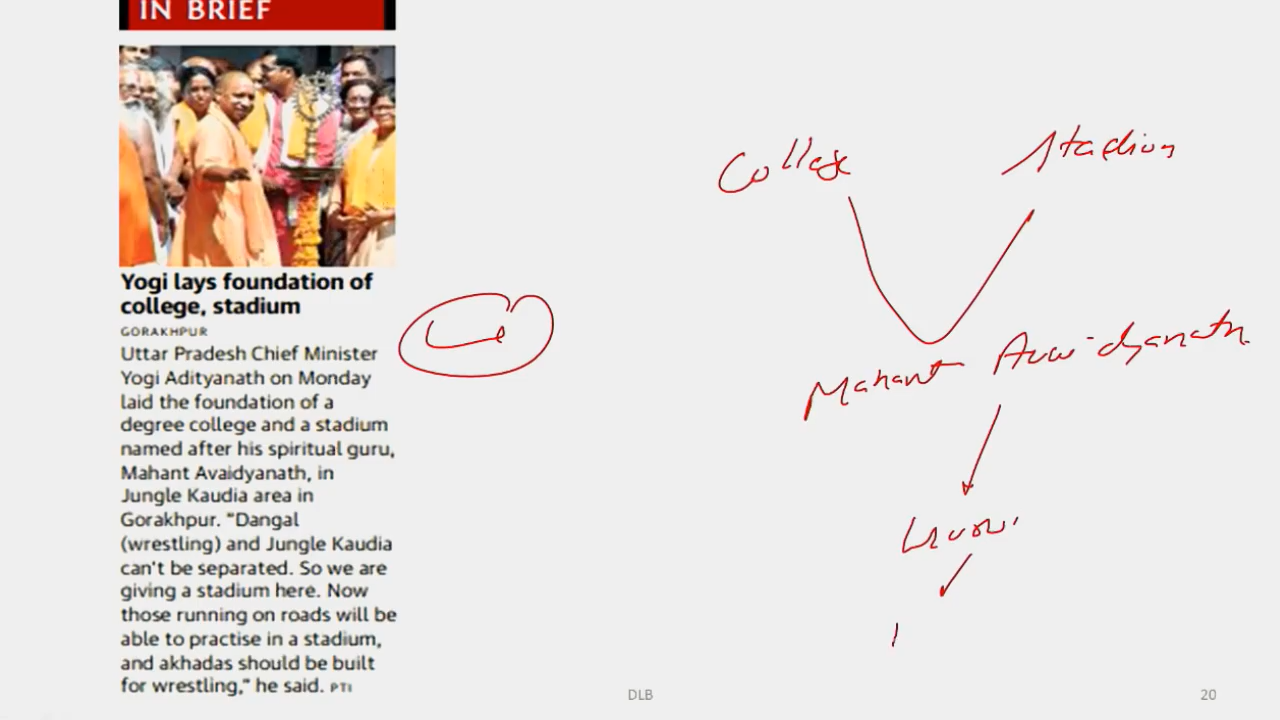 IN BRIEF
Yogi lays foundation of
college, stadium
GORAKHPUR
Uttar Pradesh Chief Minister
Yogi Adityanath on Monday
laid the foundation of a
degree college and a stadium
named after his spiritual guru,
Mahant Avaidyanath, in
Jungle Kaudia area in
Gorakhpur. “Dangal
(wrestling) and Jungle Kaudia
can't be separated. So we are
giving a stadium here. Now
those running on roads will be
able to practise in a stadium,
and akhadas should be built
for wrestling,” he said. PTI
College
Stadium
Mahant Avaidyanath
DLB
20